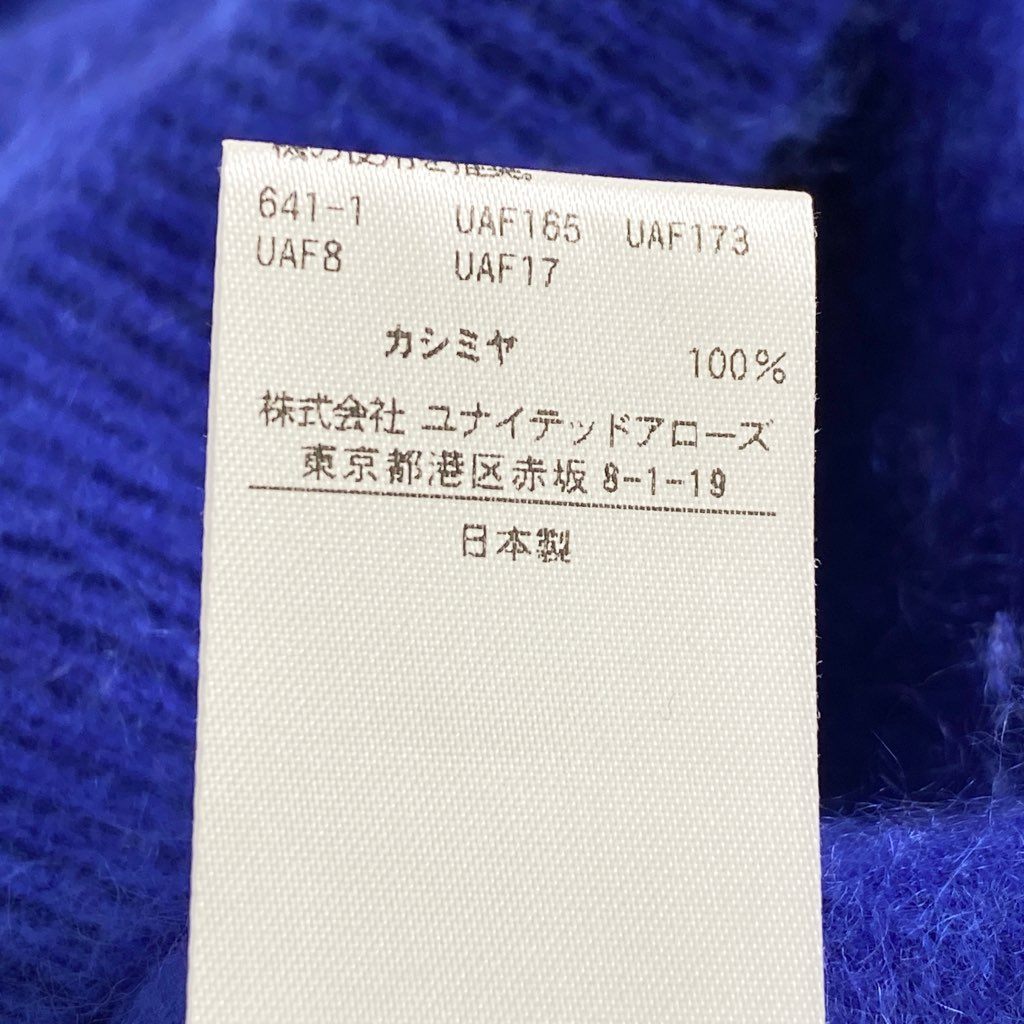 641-1 UAF165 UAF173
UAF8 UAF17
カシミヤ 100%
株式会社 ユナイテッドアローズ
東京都港区赤坂 8-1-19
日本製